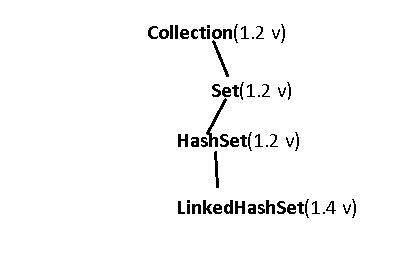 Collection(1.2 v)
Set(1.2 v)
HashSet(1.2 v)
LinkedHashSet(1.4 v)